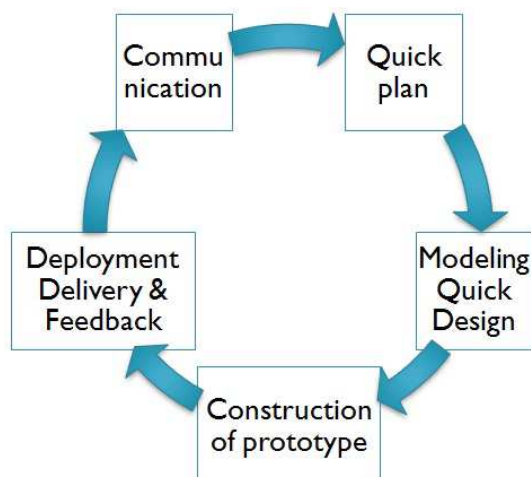 Commu
nication
Quick
plan
Modeling
Quick
Design
Construction
of prototype
Deployment
Delivery &
Feedback